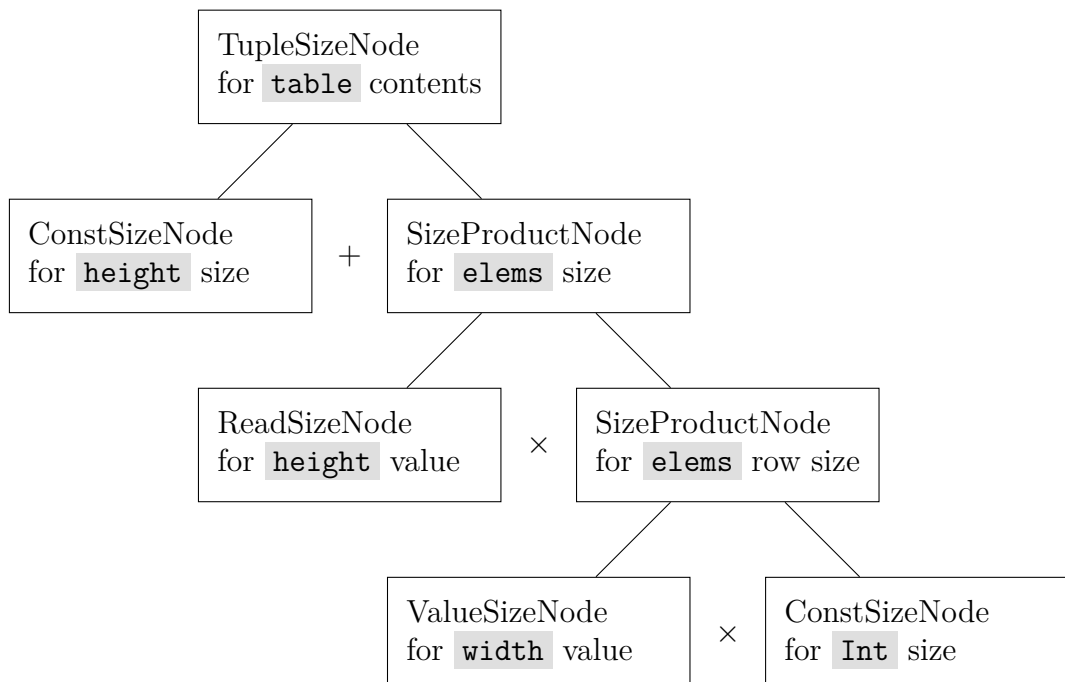 TupleSizeNode
for table contents
ConstSizeNode
for height size
+
SizeProductNode
for elems size
ReadSizeNode
for height value
×
SizeProductNode
for elems row size
ValueSizeNode
for width value
×
ConstSizeNode
for Int size